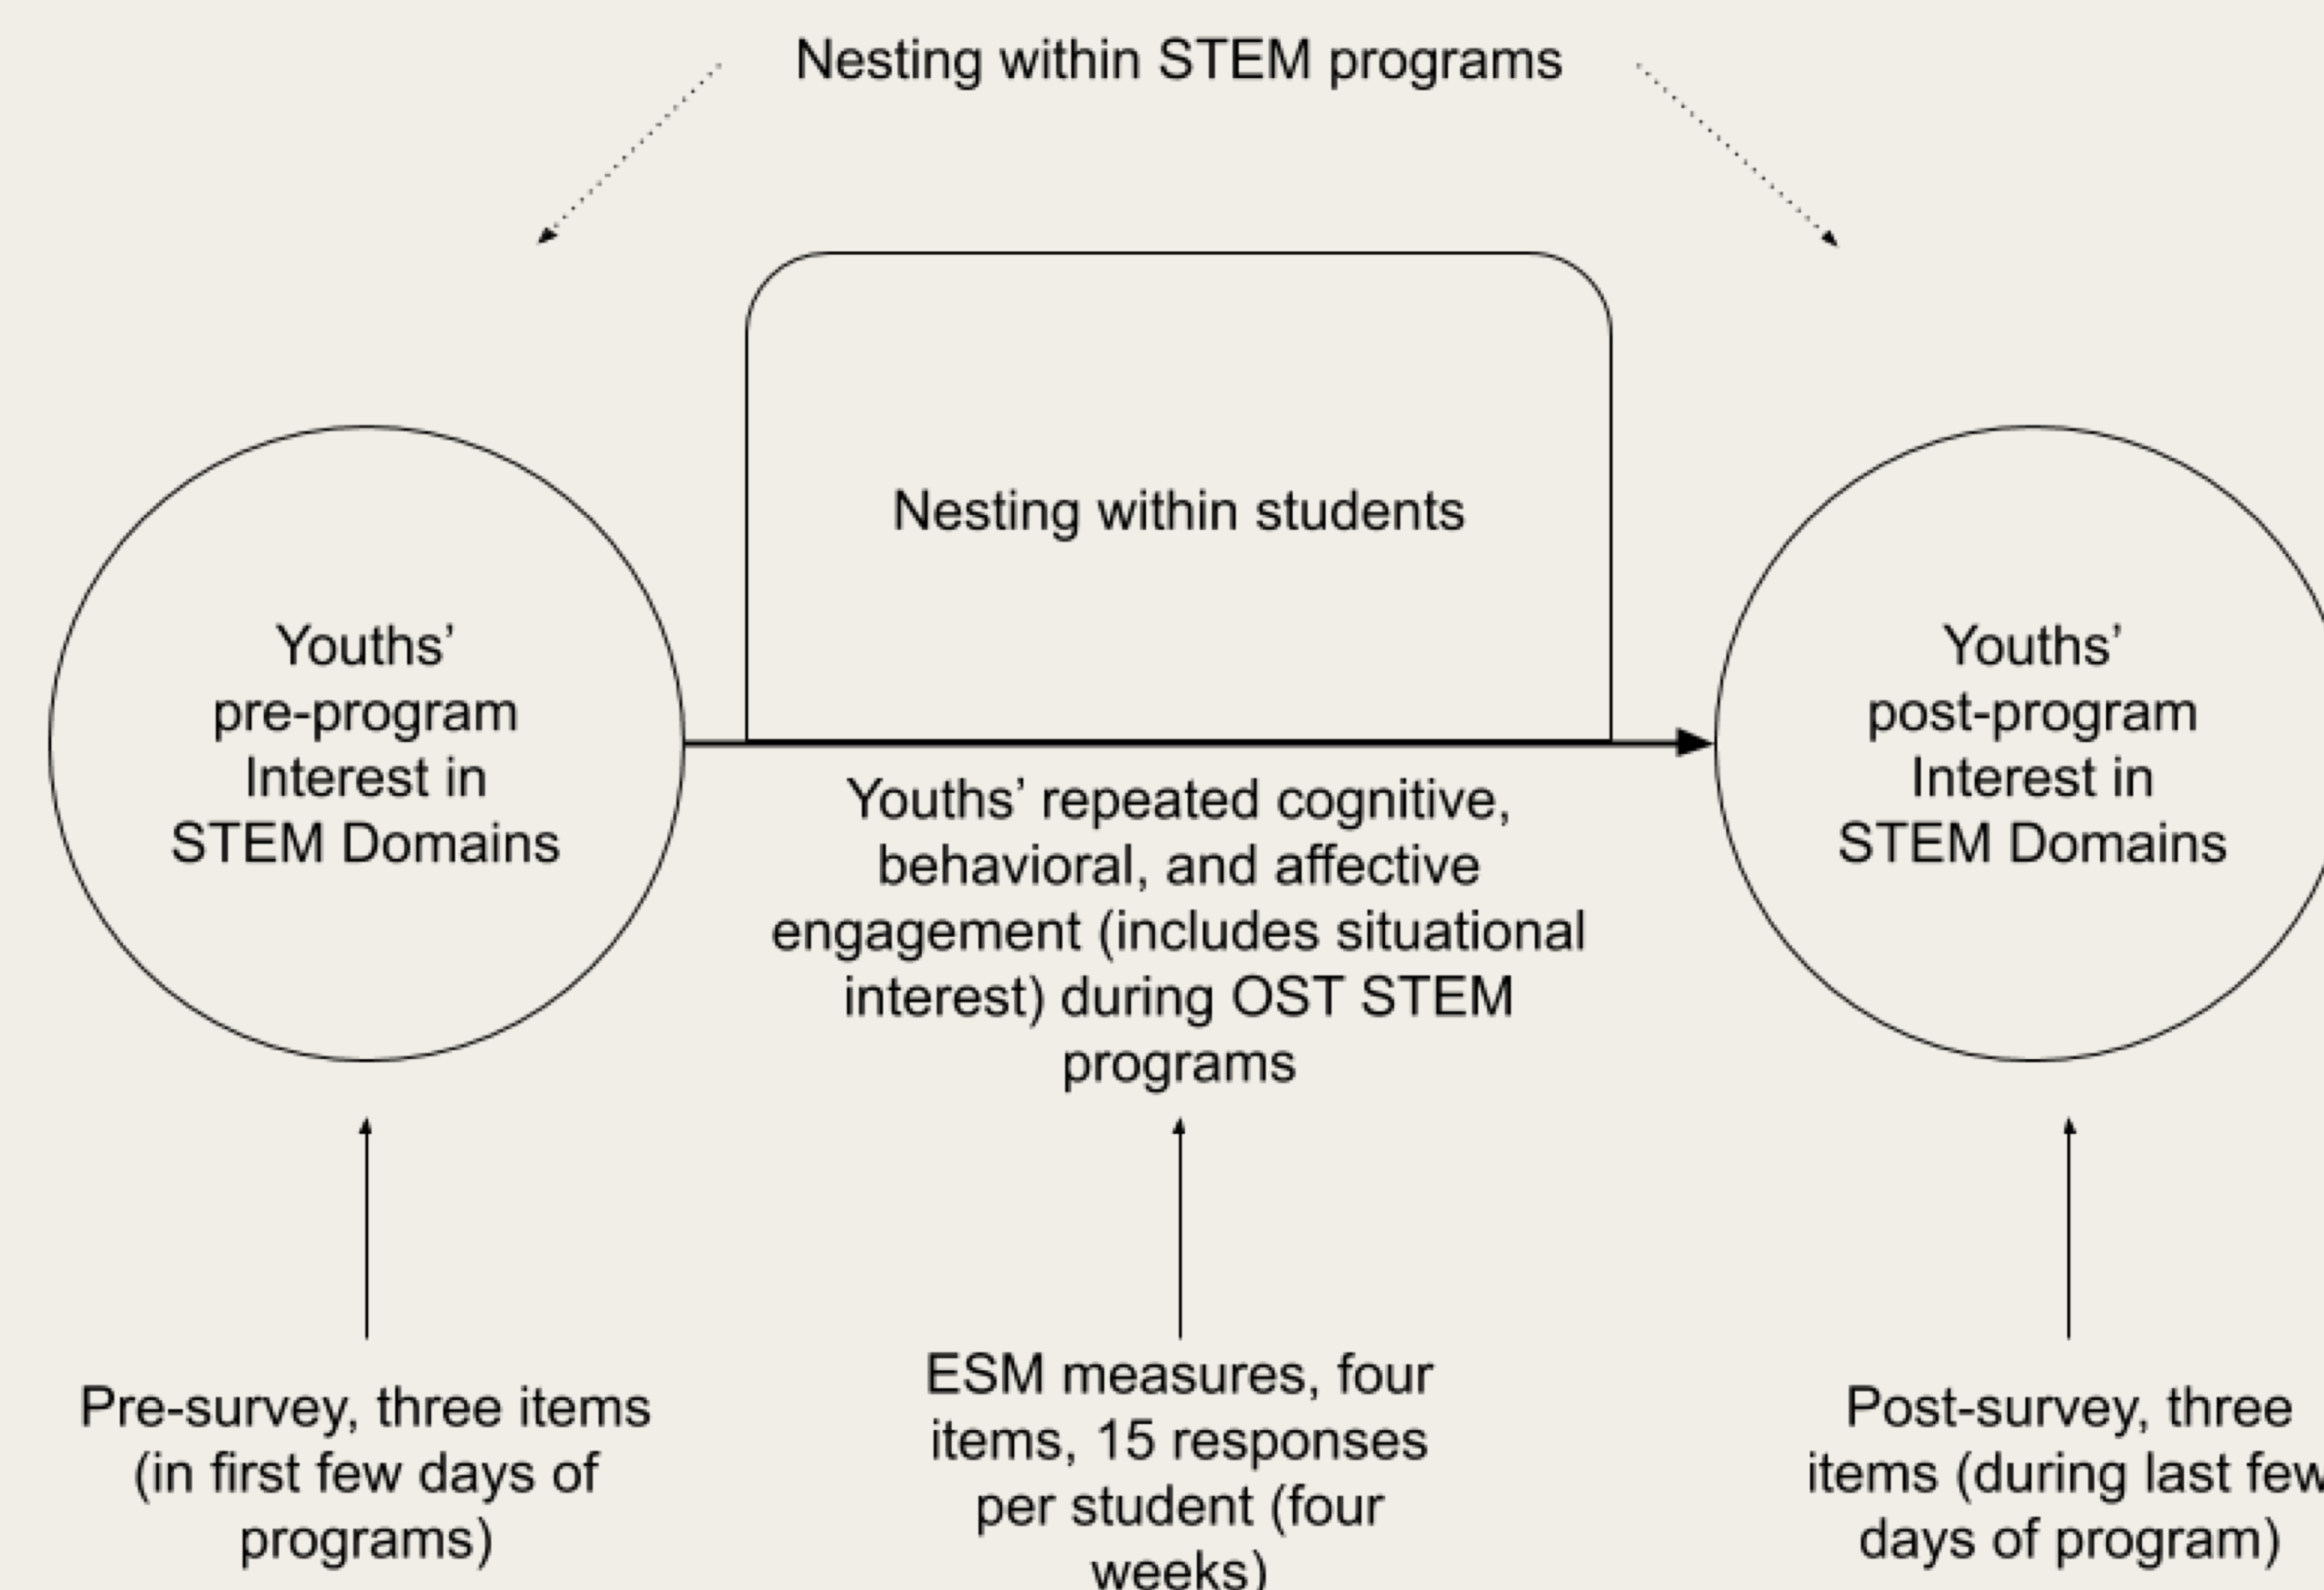 Nesting within STEM programs
Nesting within students
Youths’
pre-program
Interest in
STEM Domains
Youths’ repeated cognitive,
behavioral, and affective
engagement (includes situational
interest) during OST STEM
programs
Youths’
post-program
Interest in
STEM Domains
Pre-survey, three items
(in first few days of
programs)
ESM measures, four
items, 15 responses
per student (four
weeks)
Post-survey, three
items (during last few
days of program)